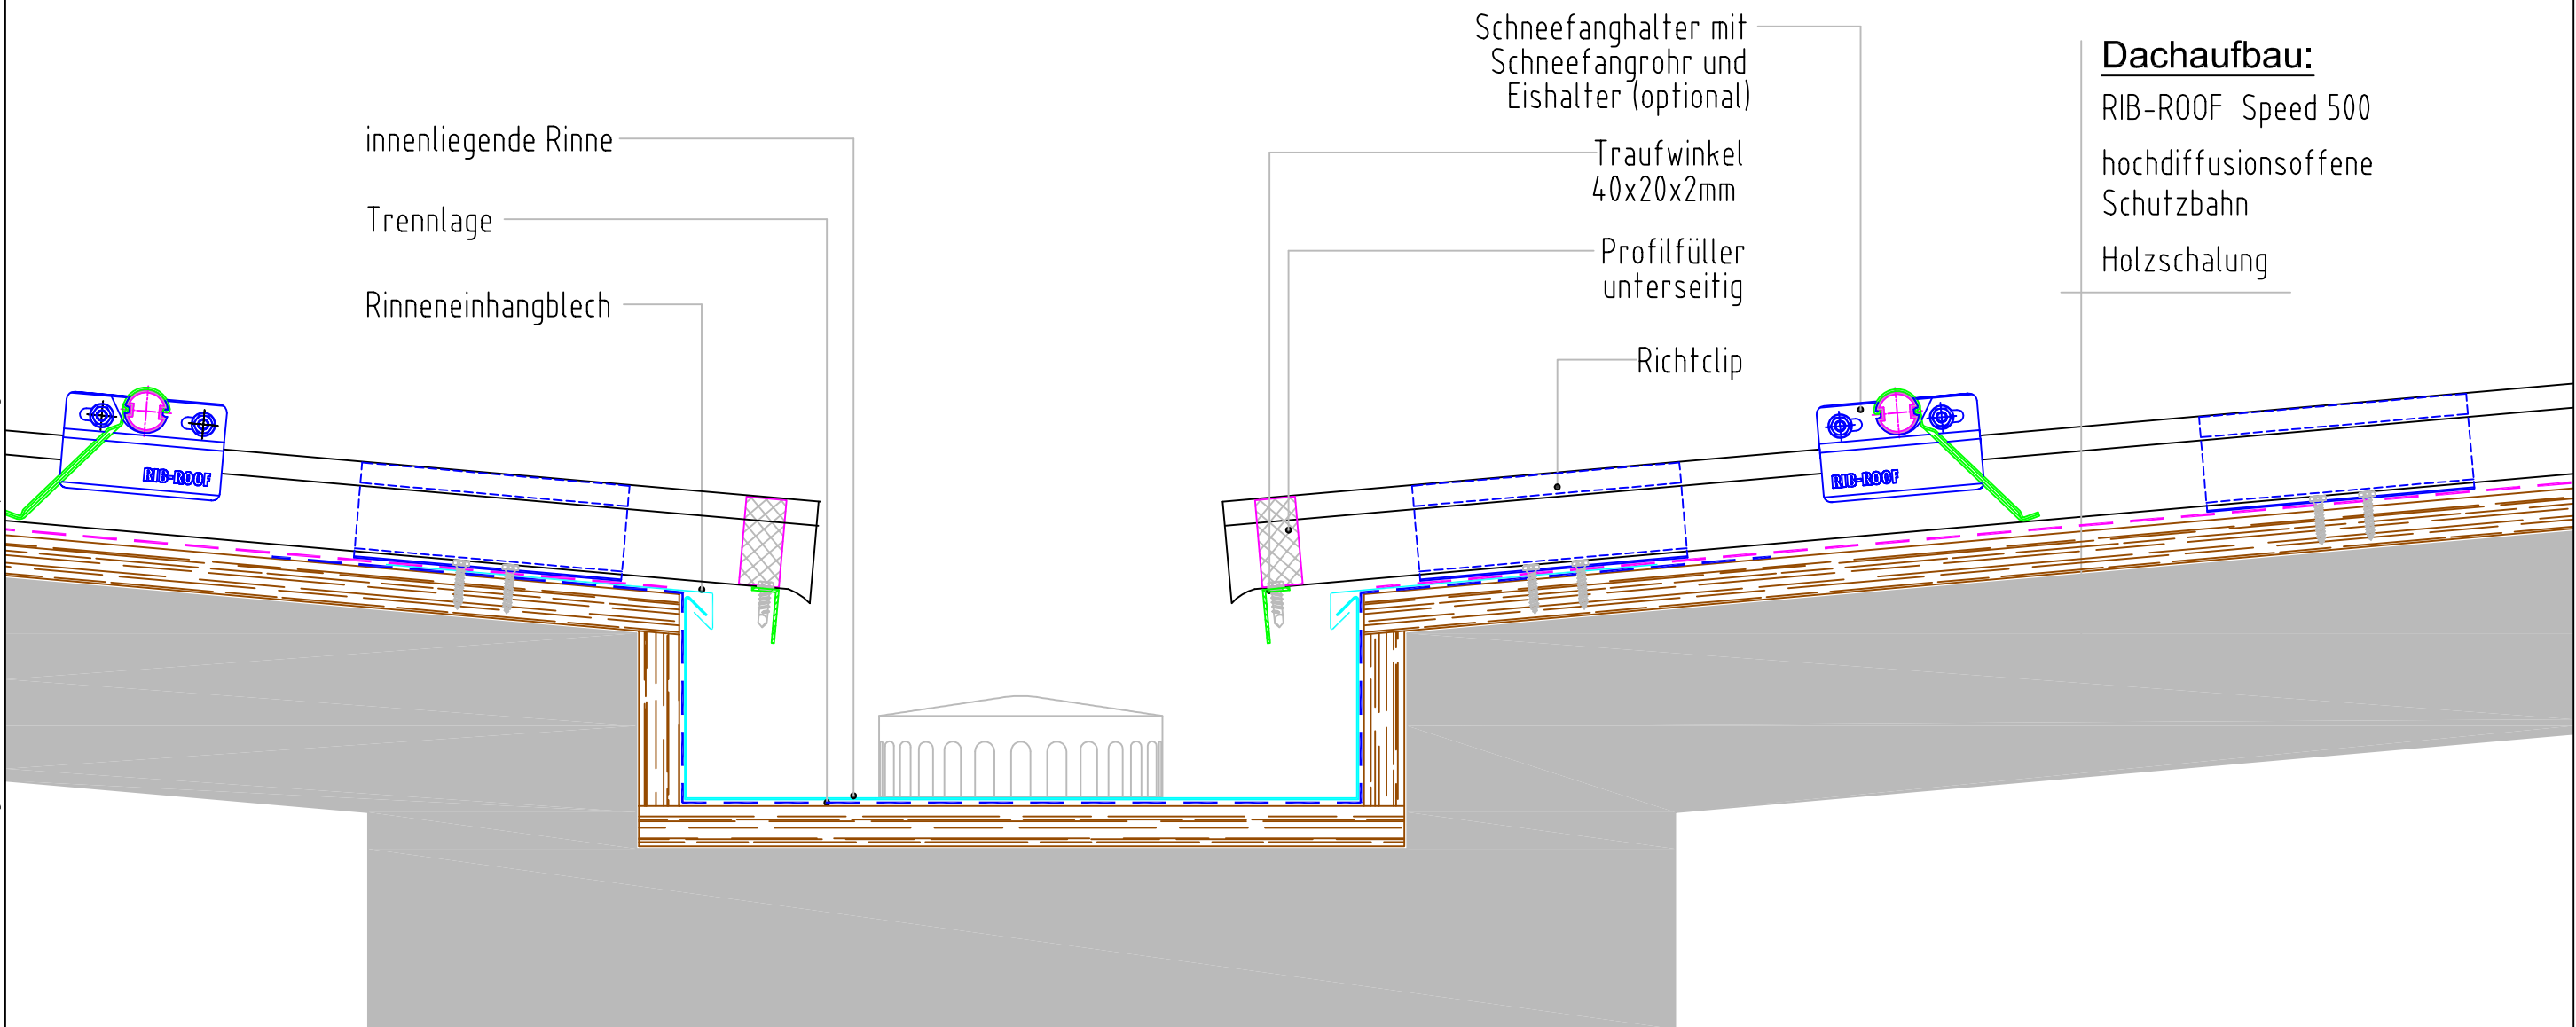 innenliegende Rinne
Trennlage
Rinneneinhangblech
Schneefanghalter mit
Schneefangrohr und
Eishalter (optional)
Traufwinkel
40x20x2mm
Profilfüller
unterseitig
Richtclip
Dachaufbau:
RIB-ROOF Speed 500
hochdiffusionsoffene
Schutzbahn
Holzschalung
RIB-ROOF
RIB-ROOF